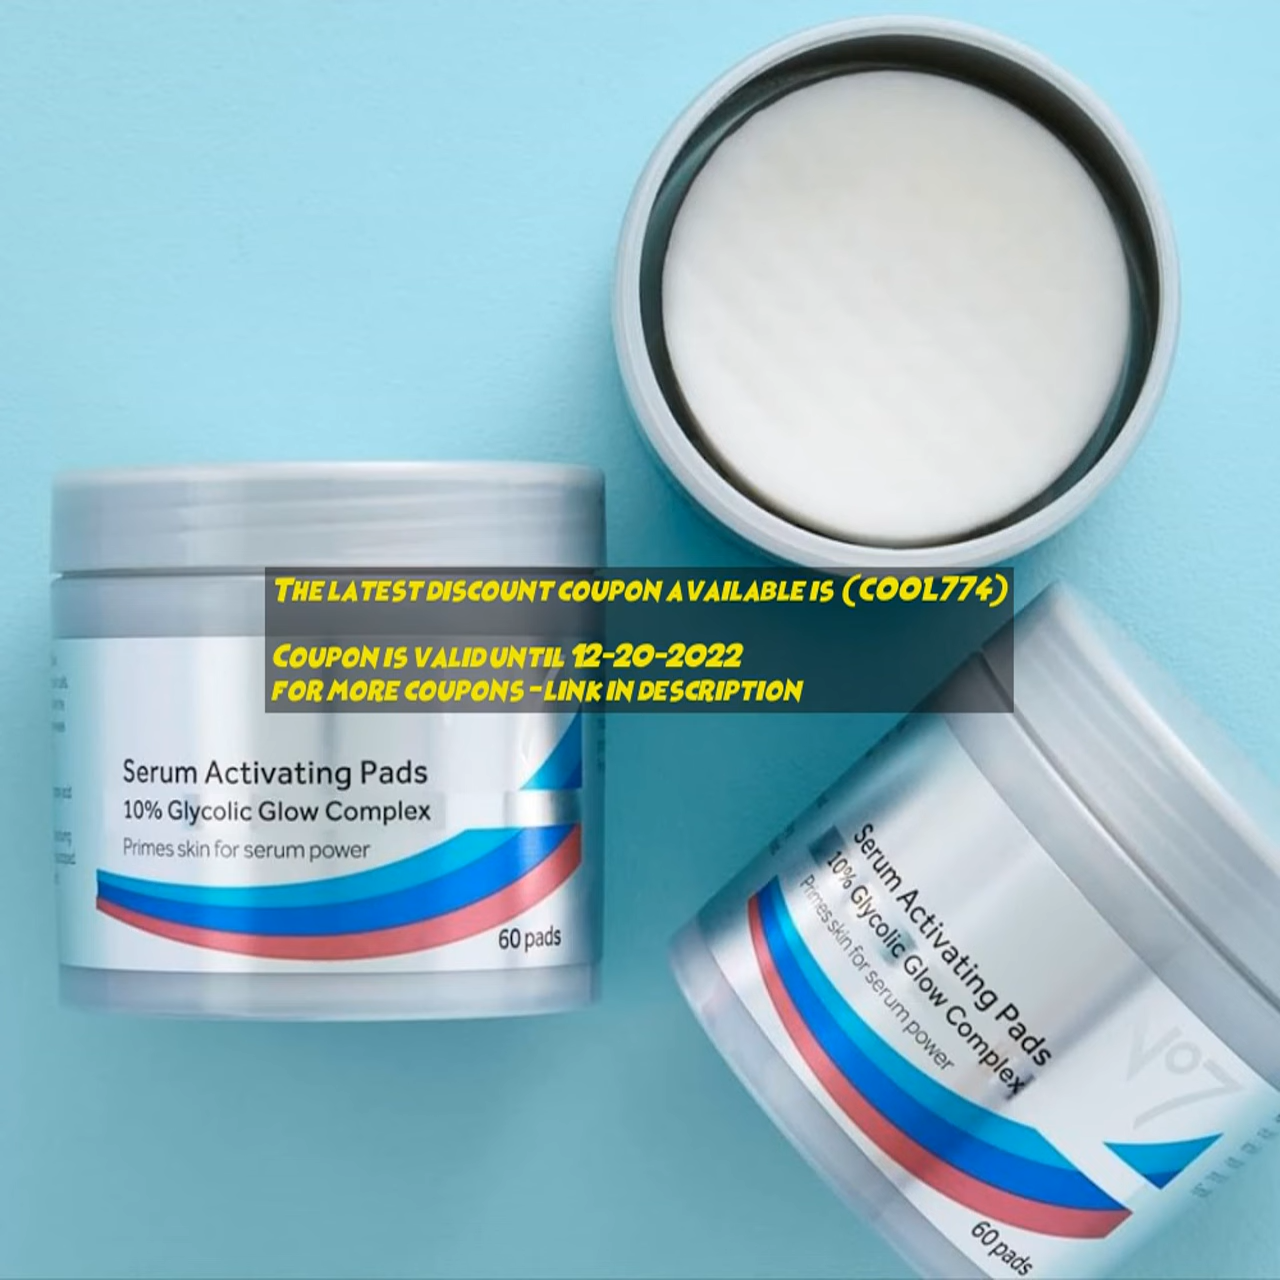 The latest discount coupon available is (COOL774)
Coupon is valid until 12-20-2022
for more coupons - link in description
Serum Activating Pads
10% Glycolic Glow Complex
Primes skin for serum power
60 pads
Serum Activating Pads
10% Glycolic Glow Complex
Primes skin for serum power
No7
60 pads